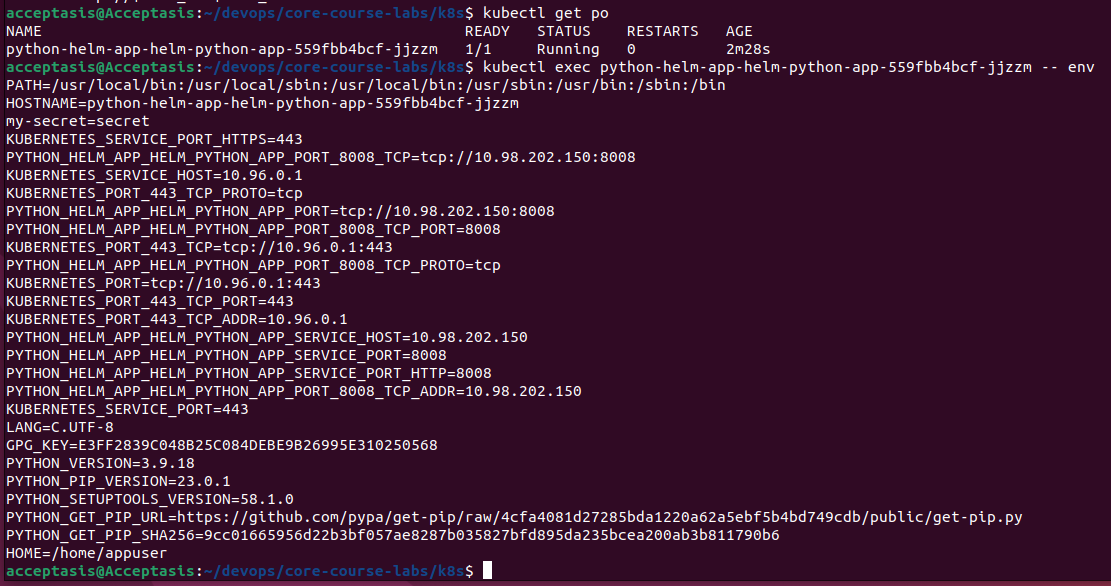 acceptasis@Acceptasis:~/devops/core-course-labs/k8s$ kubectl get po
NAME READY STATUS RESTARTS AGE
python-helm-app-helm-python-app-559fbb4bcf-jjzzm 1/1 Running 0 2m28s
acceptasis@Acceptasis:~/devops/core-course-labs/k8s$ kubectl exec python-helm-app-helm-python-app-559fbb4bcf-jjzzm -- env
PATH=/usr/local/bin:/usr/local/sbin:/usr/local/bin:/usr/sbin:/usr/bin:/sbin:/bin
HOSTNAME=python-helm-app-helm-python-app-559fbb4bcf-jjzzm
my-secret=secret
KUBERNETES_SERVICE_PORT_HTTPS=443
PYTHON_HELM_APP_HELM_PYTHON_APP_PORT_8008_TCP=tcp://10.98.202.150:8008
KUBERNETES_SERVICE_HOST=10.96.0.1
KUBERNETES_PORT_443_TCP_PROTO=tcp
PYTHON_HELM_APP_HELM_PYTHON_APP_PORT=tcp://10.98.202.150:8008
PYTHON_HELM_APP_HELM_PYTHON_APP_PORT_8008_TCP_PORT=8008
KUBERNETES_PORT_443_TCP=tcp://10.96.0.1:443
PYTHON_HELM_APP_HELM_PYTHON_APP_PORT_8008_TCP_PROTO=tcp
KUBERNETES_PORT=tcp://10.96.0.1:443
KUBERNETES_PORT_443_TCP_PORT=443
KUBERNETES_PORT_443_TCP_ADDR=10.96.0.1
PYTHON_HELM_APP_HELM_PYTHON_APP_SERVICE_HOST=10.98.202.150
PYTHON_HELM_APP_HELM_PYTHON_APP_SERVICE_PORT=8008
PYTHON_HELM_APP_HELM_PYTHON_APP_SERVICE_PORT_HTTP=8008
PYTHON_HELM_APP_HELM_PYTHON_APP_PORT_8008_TCP_ADDR=10.98.202.150
KUBERNETES_SERVICE_PORT=443
LANG=C.UTF-8
GPG_KEY=E3FF2839C048B25C084DEBE9B26995E310250568
PYTHON_VERSION=3.9.18
PYTHON_PIP_VERSION=23.0.1
PYTHON_SETUPTOOLS_VERSION=58.1.0
PYTHON_GET_PIP_URL=https://github.com/pypa/get-pip/raw/4cfa4081d27285bda1220a62a5ebf5b4bd749cdb/public/get-pip.py
PYTHON_GET_PIP_SHA256=9cc01665956d22b3bf057ae8287b035827bfd895da235bcea200ab3b811790b6
HOME=/home/appuser
acceptasis@Acceptasis:~/devops/core-course-labs/k8s$